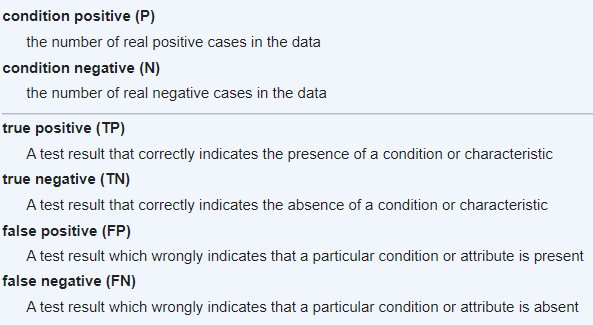 condition positive (P)
the number of real positive cases in the data
condition negative (N)
the number of real negative cases in the data
true positive (TP)
A test result that correctly indicates the presence of a condition or characteristic
true negative (TN)
A test result that correctly indicates the absence of a condition or characteristic
false positive (FP)
A test result which wrongly indicates that a particular condition or attribute is present
false negative (FN)
A test result which wrongly indicates that a particular condition or attribute is absent